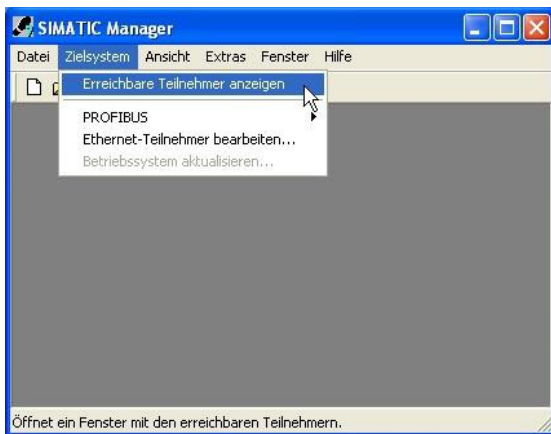 SIMATIC Manager
Datei Zielsystem Ansicht Extras Fenster Hilfe
Erreichbare Teilnehmer anzeigen
PROFIBUS
Ethernet-Teilnehmer bearbeiten...
Betriebssystem aktualisieren...
Öffnet ein Fenster mit den erreichbaren Teilnehmern.